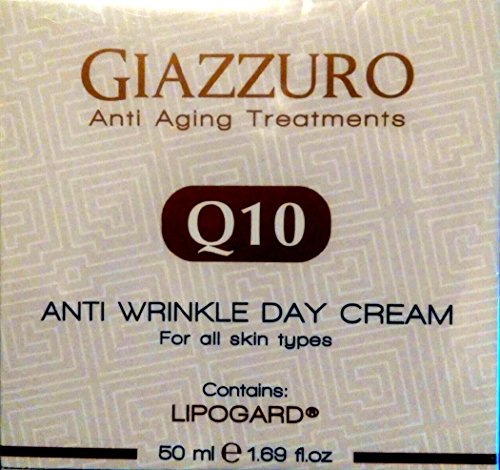 GIAZZURO
Anti Aging Treatments
Q10
ANTI WRINKLE DAY CREAM
For all skin types
Contains:
LIPOGARD®
50 ml ℮ 1.69 fl.oz